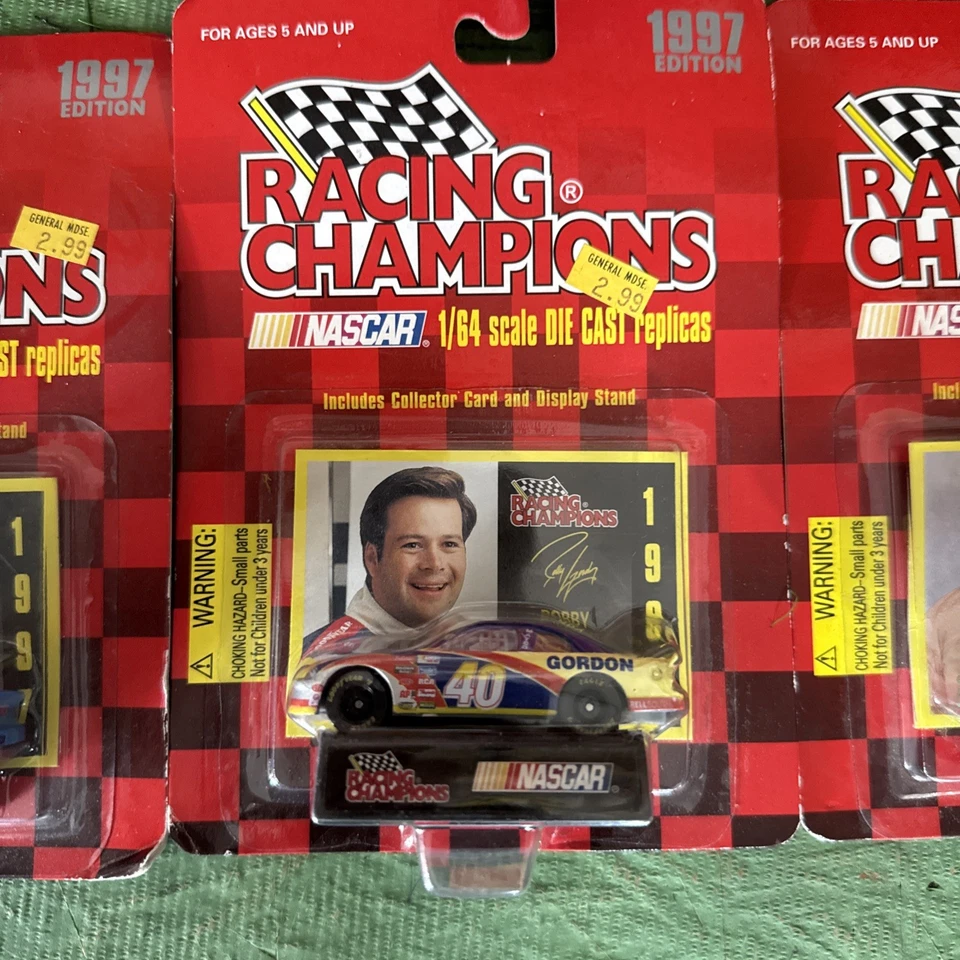 1997
EDITION
GENERAL MDSE.
2.99
ONS
ST replicas
tand
1
9
9
7
FOR AGES 5 AND UP
1997
EDITION
RACING®
CHAMPIONS
GENERAL MDSE.
2.99
NASCAR® 1/64 scale DIE CAST replicas
Includes Collector Card and Display Stand
WARNING:
CHOKING HAZARD—Small parts
Not for Children under 3 years
RACING
CHAMPIONS
1
9
9
BOBBY
GORDON
40
RACING
CHAMPIONS
NASCAR
FOR AGES 5 AND UP
RA
CH
NAS
Incl
WARNING:
CHOKING HAZARD—Small parts
Not for Children under 3 years